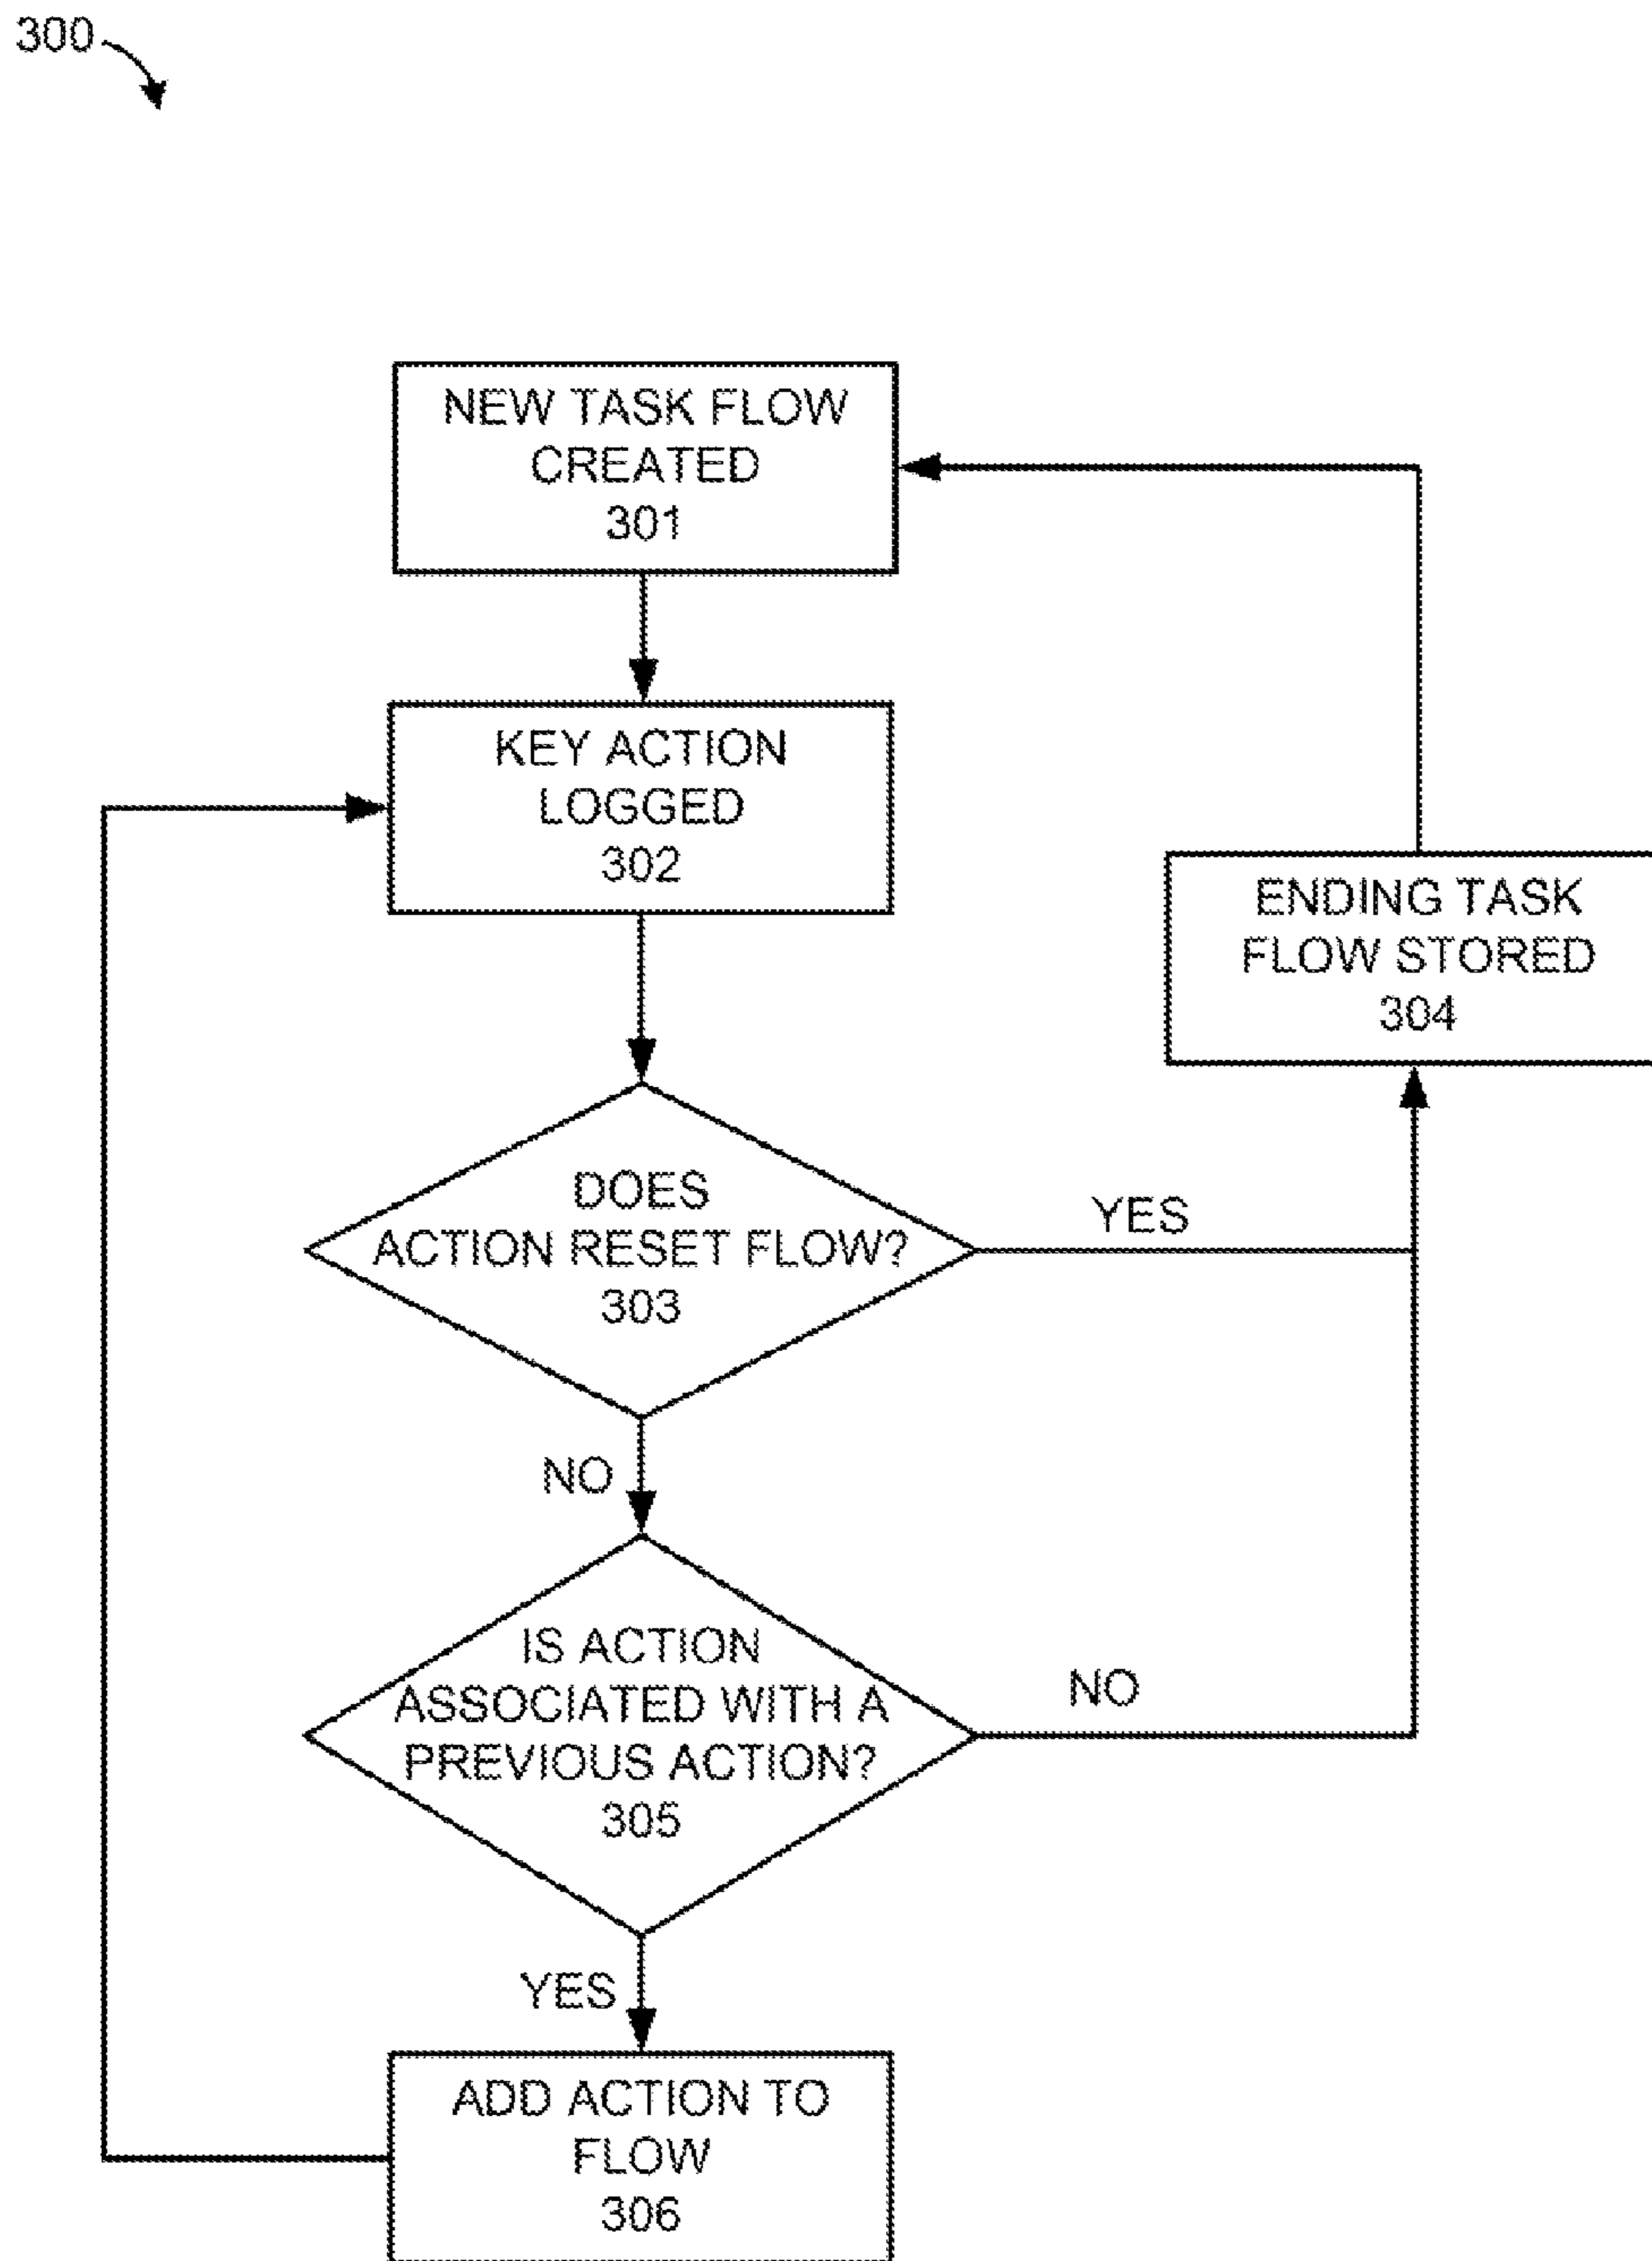 300
NEW TASK FLOW
CREATED
301
KEY ACTION
LOGGED
302
ENDING TASK
FLOW STORED
304
DOES
ACTION RESET FLOW?
303
YES
NO
IS ACTION
ASSOCIATED WITH A
PREVIOUS ACTION?
305
NO
YES
ADD ACTION TO
FLOW
306